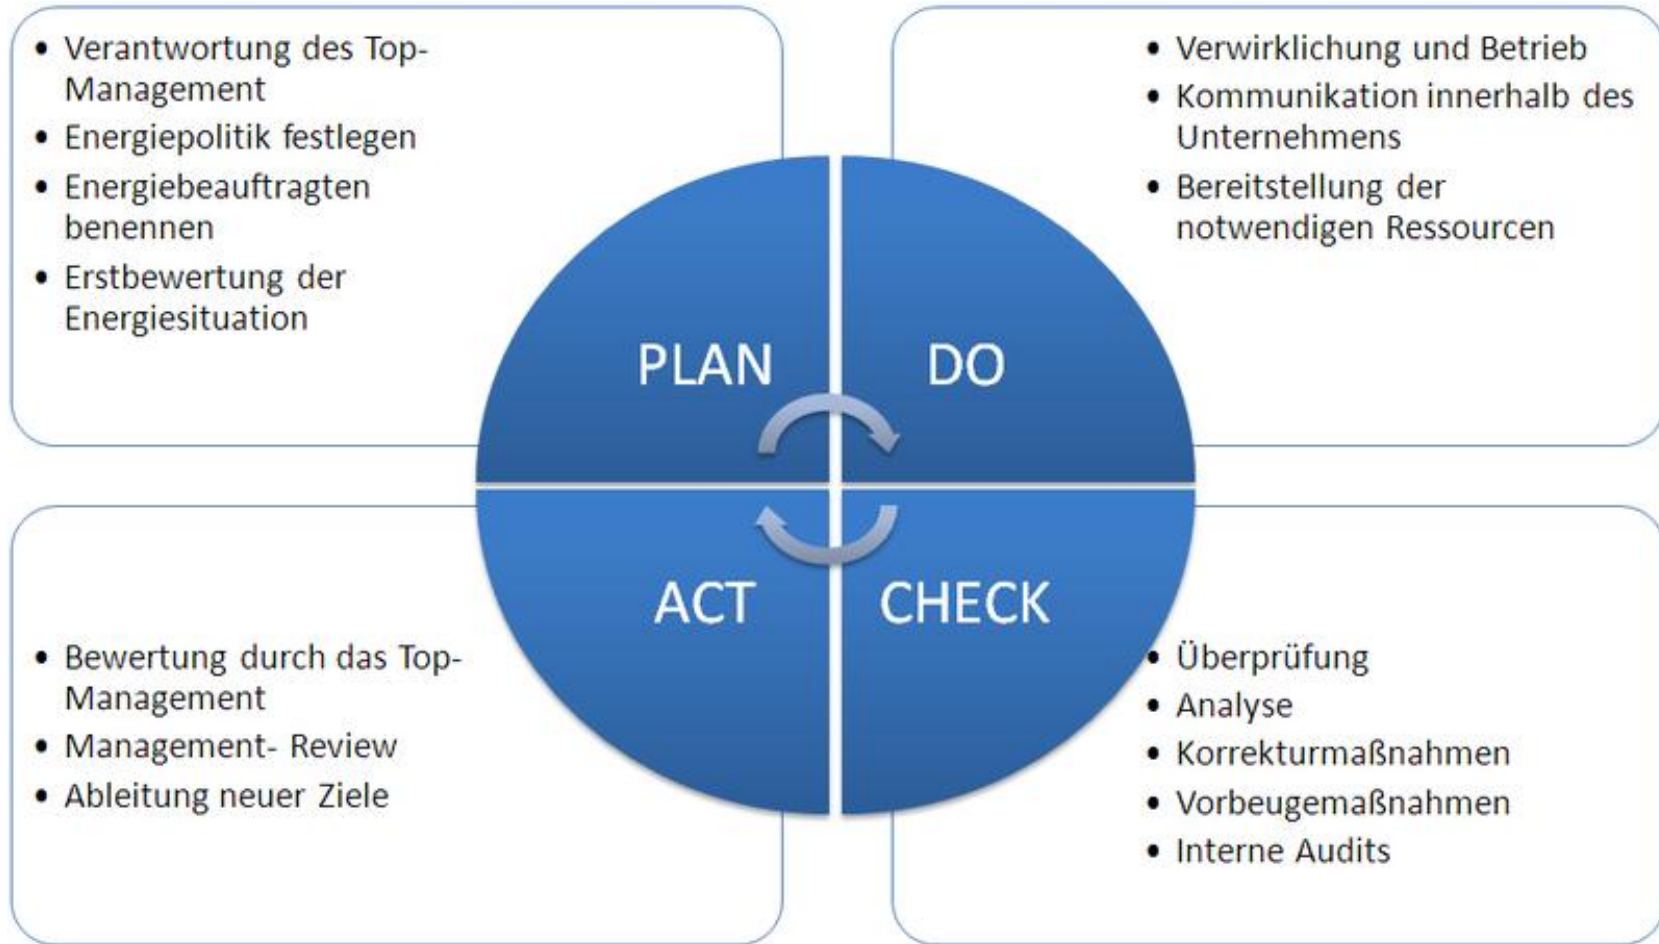 • Verantwortung des Top-
Management
• Energiepolitik festlegen
• Energiebeauftragten
benennen
• Erstbewertung der
Energiesituation
• Verwirklichung und Betrieb
• Kommunikation innerhalb des
Unternehmens
• Bereitstellung der
notwendigen Ressourcen
PLAN
DO
ACT
CHECK
• Bewertung durch das Top-
Management
• Management- Review
• Ableitung neuer Ziele
• Überprüfung
• Analyse
• Korrekturmaßnahmen
• Vorbeugemaßnahmen
• Interne Audits